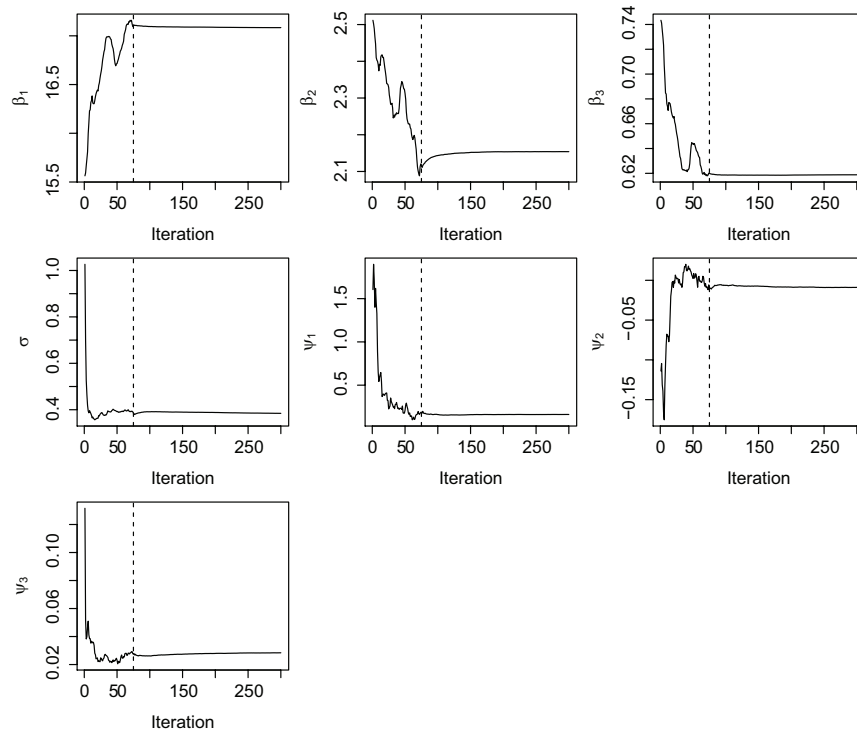 15.5 16.5
β1
0 50 150 250
Iteration
2.1 2.3 2.5
β2
0 50 150 250
Iteration
0.62 0.66 0.70 0.74
β3
0 50 150 250
Iteration
0.4 0.6 0.8 1.0
σ
0 50 150 250
Iteration
0.5 1.0 1.5
ψ1
0 50 150 250
Iteration
−0.15 −0.05
ψ2
0 50 150 250
Iteration
0.02 0.06 0.10
ψ3
0 50 150 250
Iteration